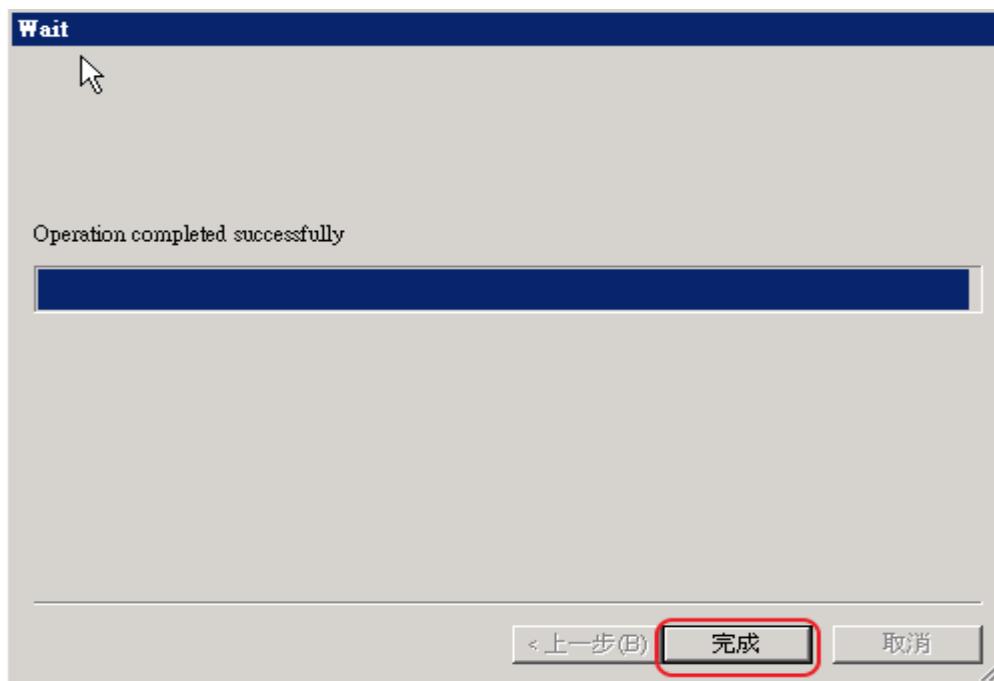 Wait
Operation completed successfully
< 上一步(B)
完成
取消